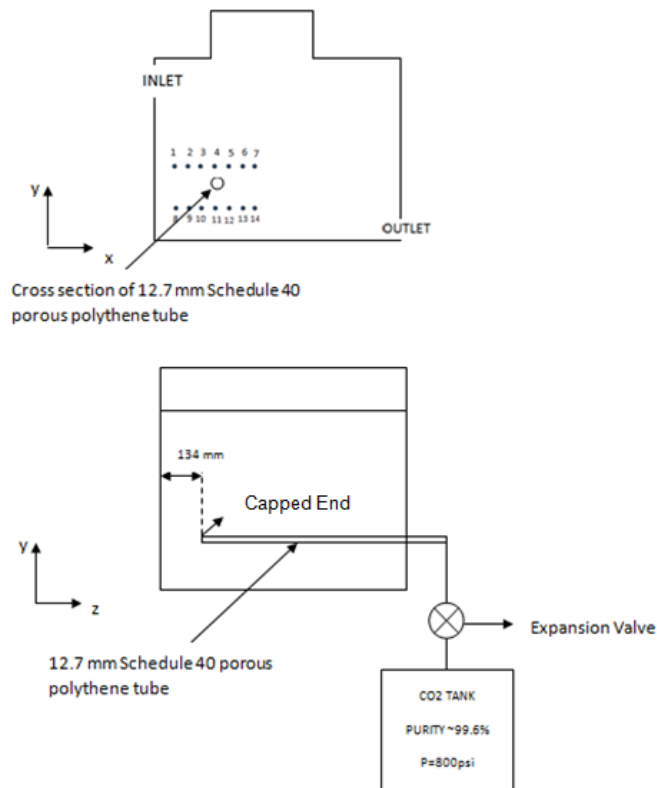 INLET
1 2 3 4 5 6 7
8 9 10 11 12 13 14
y
x
OUTLET
Cross section of 12.7 mm Schedule 40
porous polythene tube
134 mm
Capped End
y
z
Expansion Valve
12.7 mm Schedule 40 porous
polythene tube
CO2 TANK
PURITY ~99.6%
P=800psi